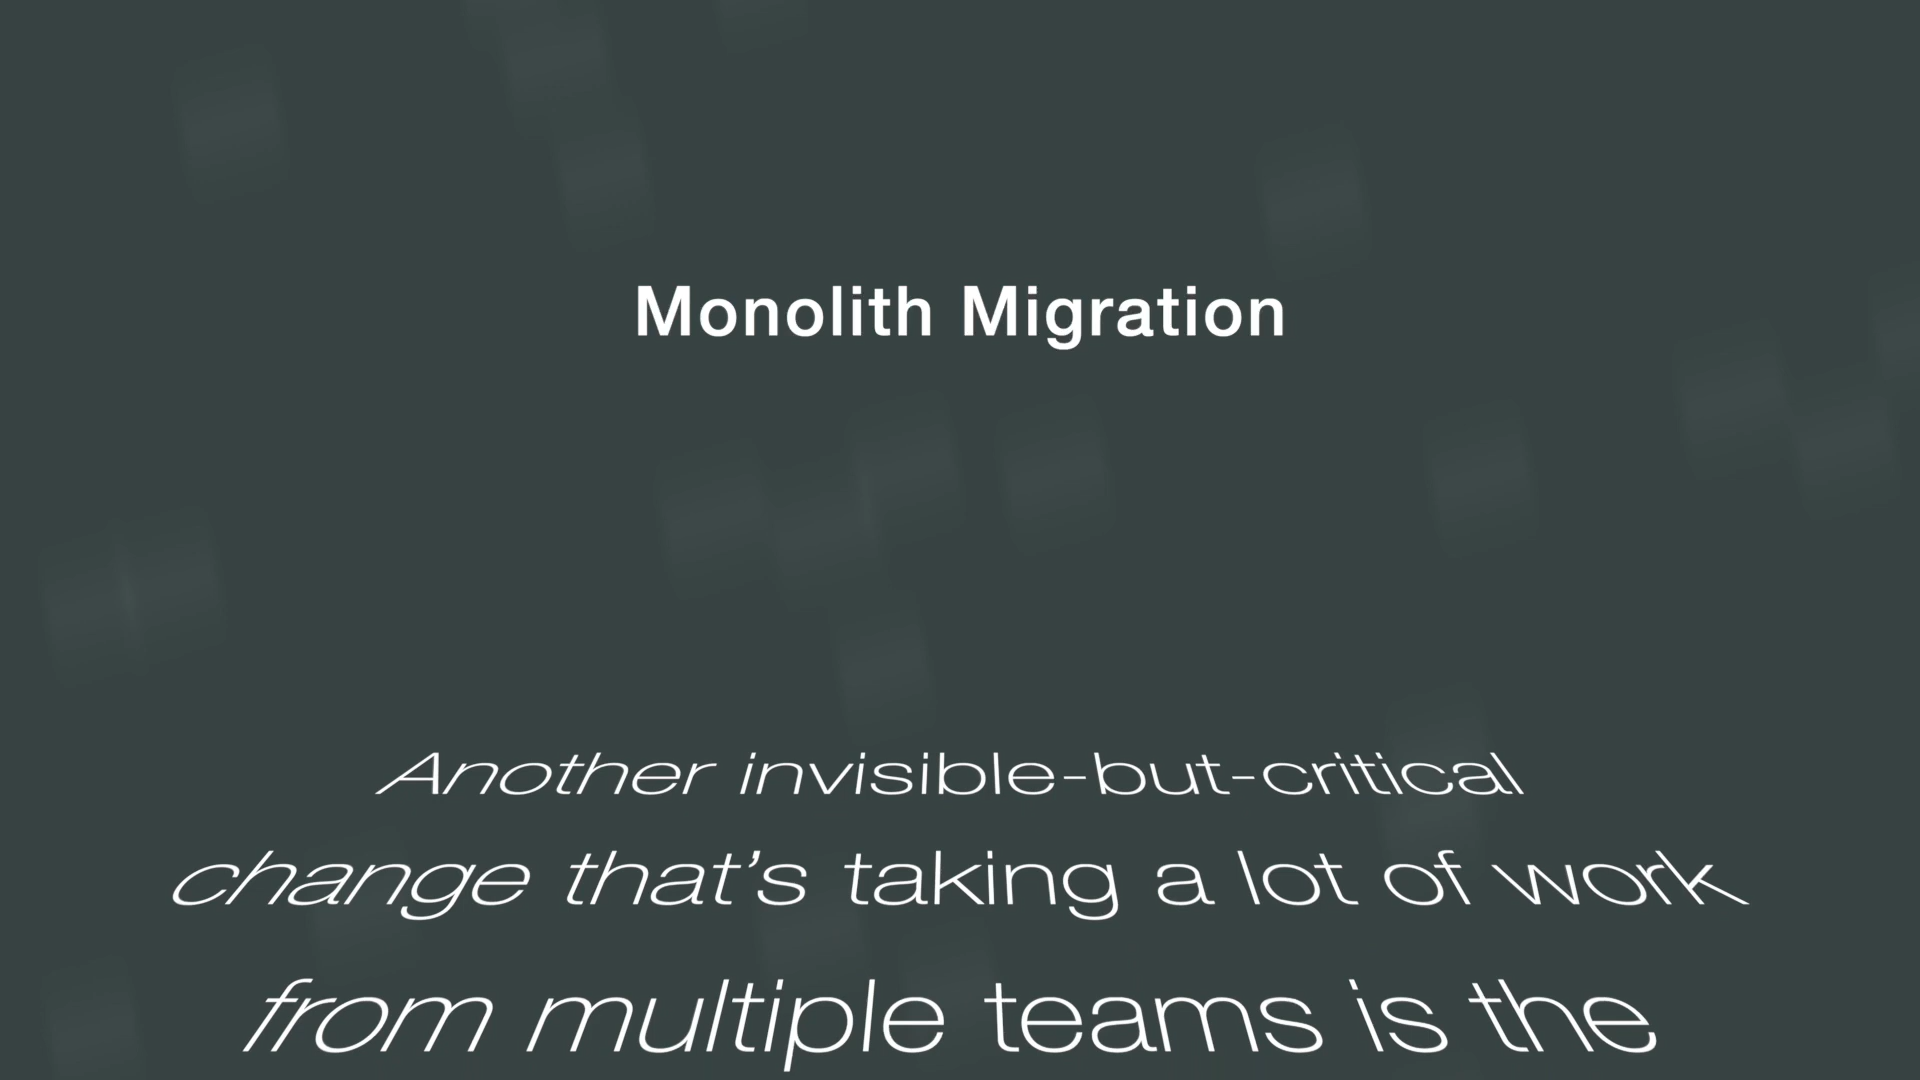 Monolith Migration
Another invisible-but-critical
change that’s taking a lot of work
from multiple teams is the